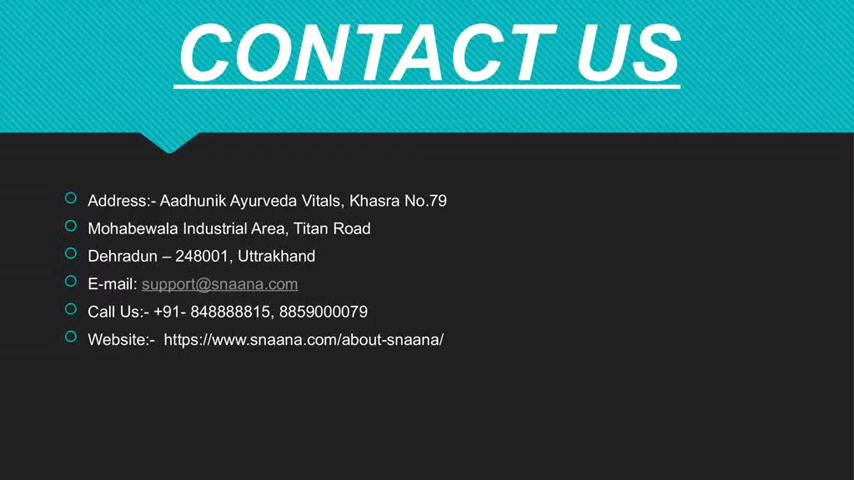 CONTACT US
Address:- Aadhunik Ayurveda Vitals, Khasra No.79
Mohabewala Industrial Area, Titan Road
Dehradun – 248001, Uttrakhand
E-mail: support@snaana.com
Call Us:- +91- 848888815, 8859000079
Website:- https://www.snaana.com/about-snaana/